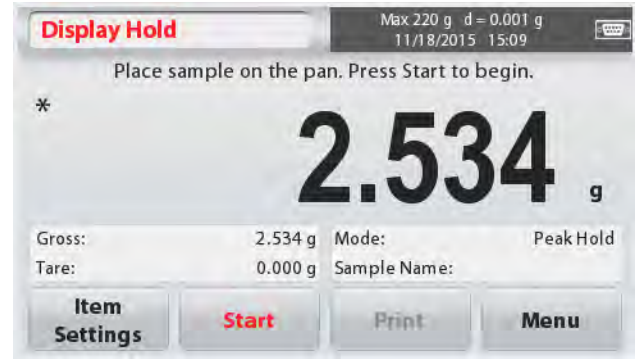 Display Hold
Max 220 g d = 0.001 g
11/18/2015 15:09
Place sample on the pan. Press Start to begin.
*
2.534 g
Gross: 2.534 g Mode: Peak Hold
Tare: 0.000 g Sample Name:
Item
Settings
Start
Print
Menu